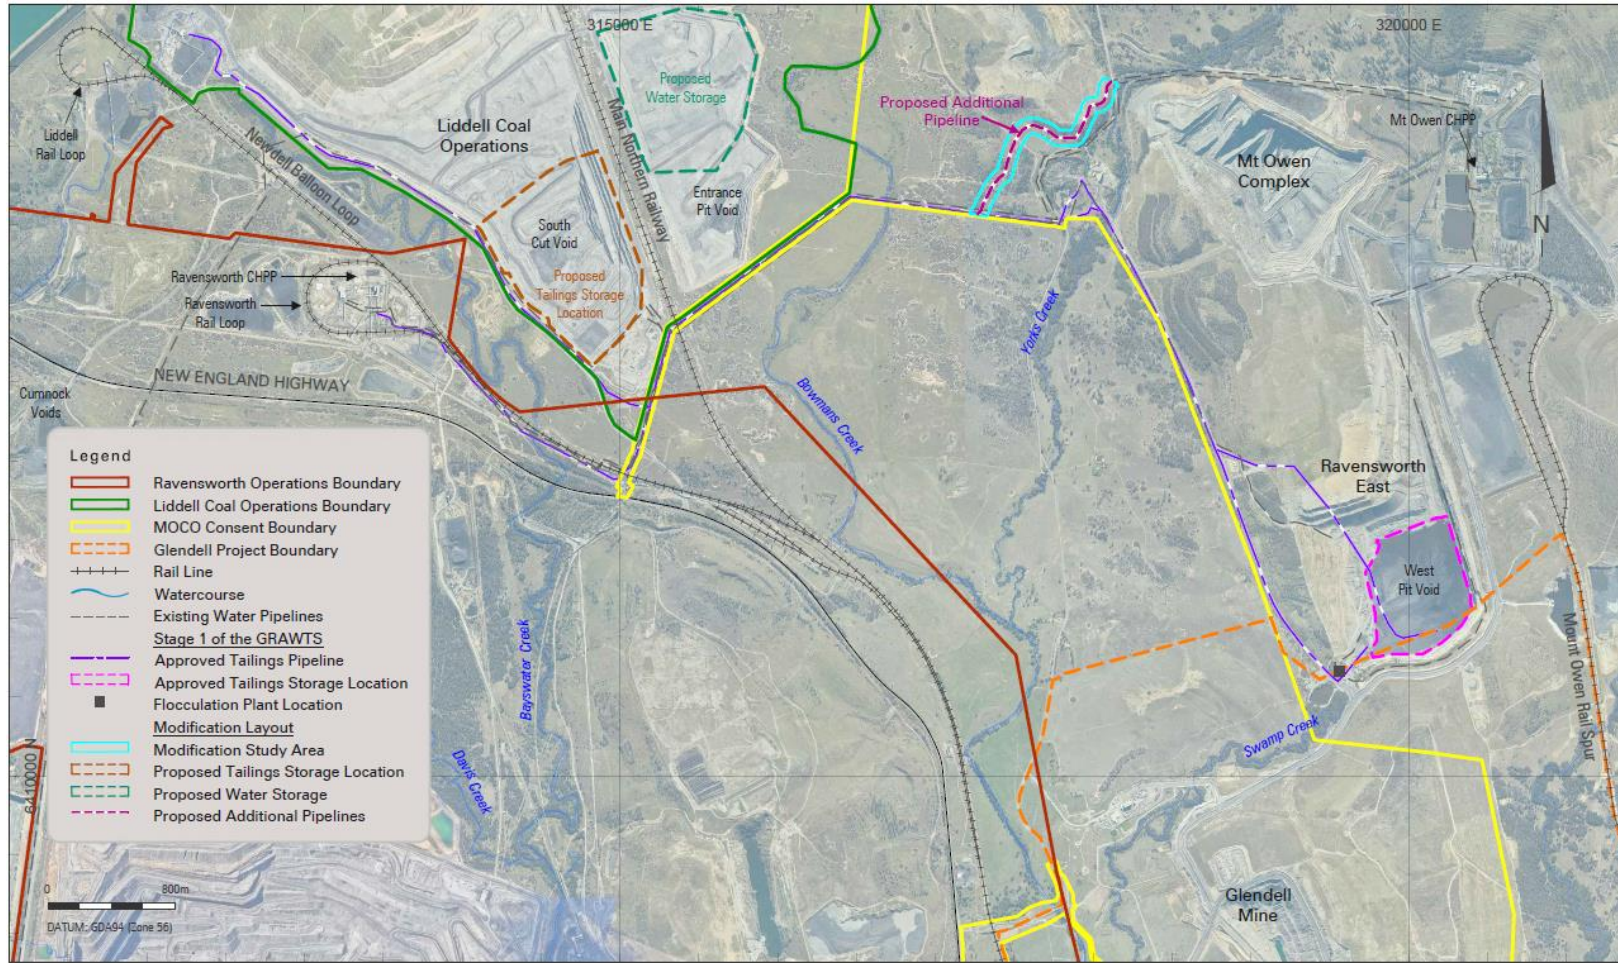 315000 E
320000 E
Proposed
Water Storage
Proposed Additional
Pipeline
Mt Owen CHPP
Liddell
Rail Loop
Newdell Balloon Loop
Liddell Coal
Operations
Main Northern Railway
Mt Owen
Complex
Entrance
Pit Void
South
Cut Void
N
Ravensworth CHPP
Ravensworth
Rail Loop
Proposed
Tailings Storage
Location
Yorks Creek
NEW ENGLAND HIGHWAY
Cumnock
Voids
Bowmans Creek
Ravensworth
East
West
Pit Void
Mount Owen Rail Spur
Bayswater Creek
Davis Creek
Swamp Creek
Glendell
Mine
6410000 N
Legend
Ravensworth Operations Boundary
Liddell Coal Operations Boundary
MOCO Consent Boundary
Glendell Project Boundary
Rail Line
Watercourse
Existing Water Pipelines
Stage 1 of the GRAWTS
Approved Tailings Pipeline
Approved Tailings Storage Location
Flocculation Plant Location
Modification Layout
Modification Study Area
Proposed Tailings Storage Location
Proposed Water Storage
Proposed Additional Pipelines
0 800m
DATUM: GDA94 (Zone 56)